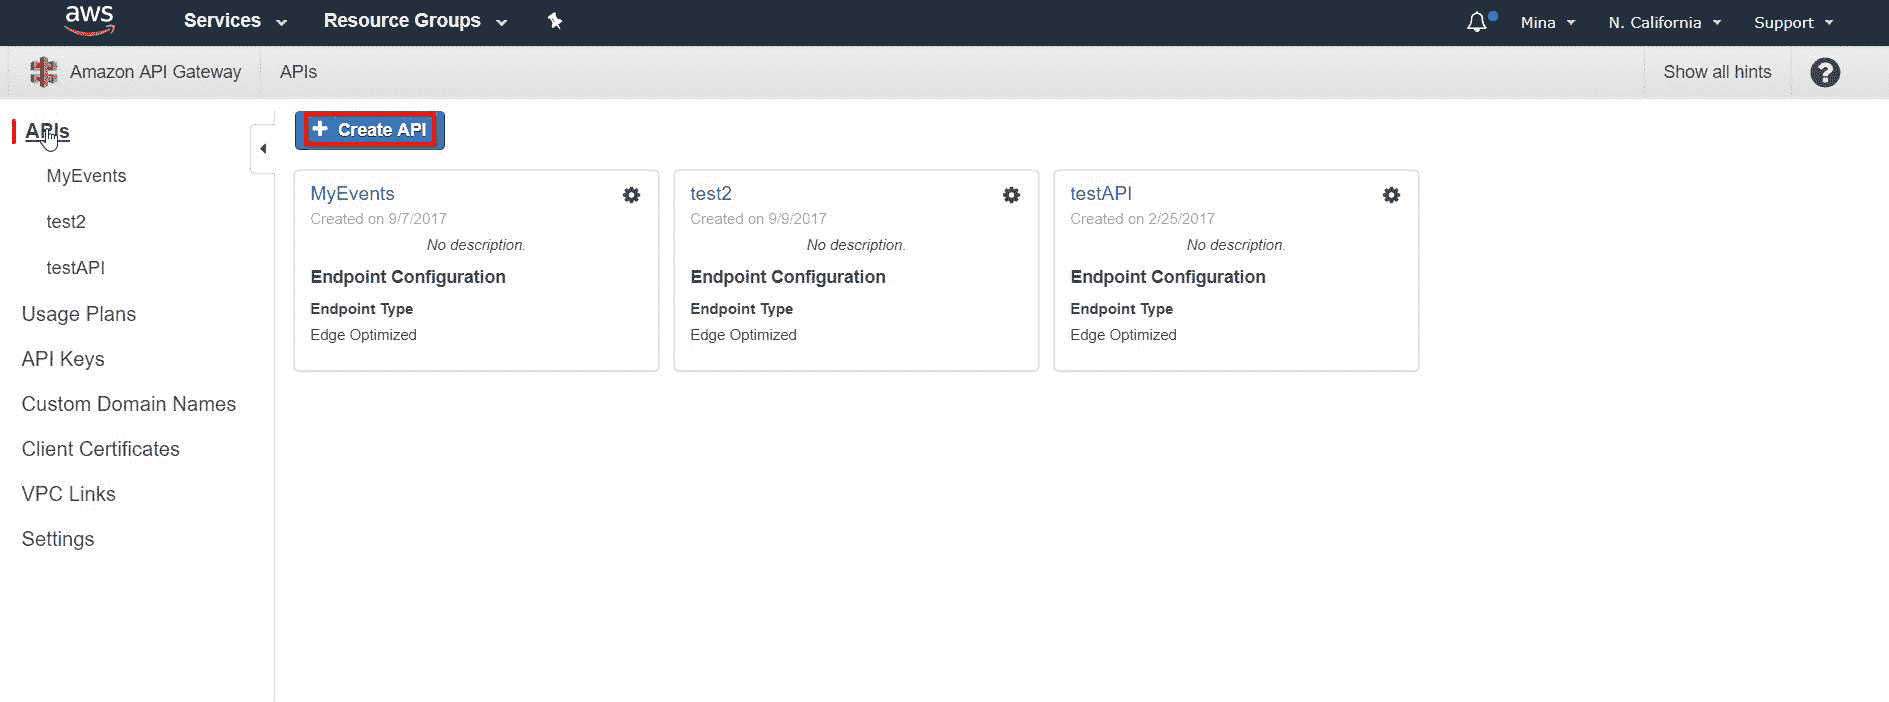 aws
Services
Resource Groups
Mina
N. California
Support
Amazon API Gateway
APIs
Show all hints
?
APIs
MyEvents
test2
testAPI
Usage Plans
API Keys
Custom Domain Names
Client Certificates
VPC Links
Settings
+ Create API
MyEvents
Created on 9/7/2017
No description.
Endpoint Configuration
Endpoint Type
Edge Optimized
test2
Created on 9/9/2017
No description.
Endpoint Configuration
Endpoint Type
Edge Optimized
testAPI
Created on 2/25/2017
No description.
Endpoint Configuration
Endpoint Type
Edge Optimized